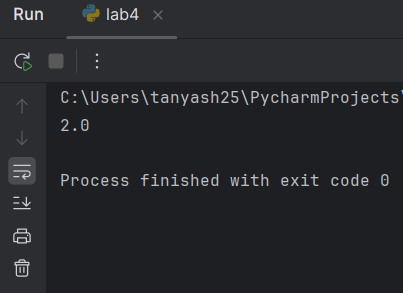 Run lab4
C:\Users\tanyash25\PycharmProjects\
2.0
Process finished with exit code 0